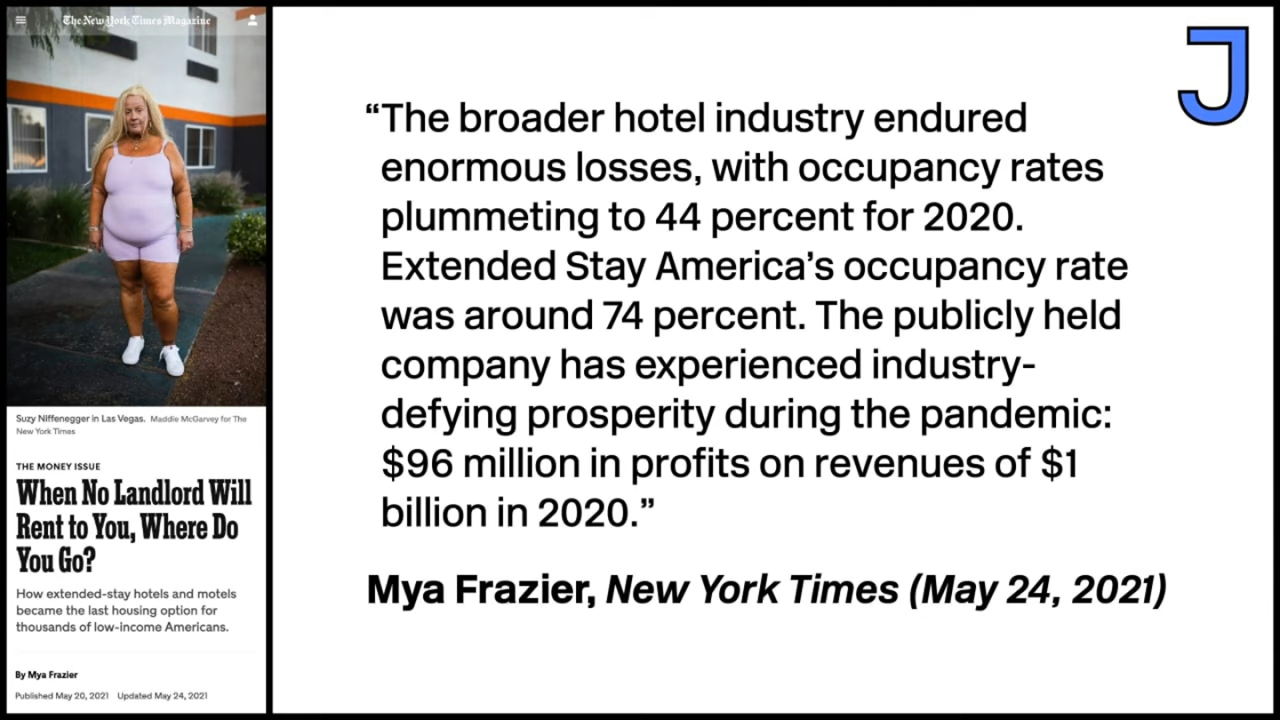 The New York Times Magazine
Suzy Niffenegger in Las Vegas. Maddie McGarvey for The
New York Times
THE MONEY ISSUE
When No Landlord Will
Rent to You, Where Do
You Go?
How extended-stay hotels and motels
became the last housing option for
thousands of low-income Americans.
By Mya Frazier
Published May 20, 2021 Updated May 24, 2021
J
“The broader hotel industry endured
enormous losses, with occupancy rates
plummeting to 44 percent for 2020.
Extended Stay America’s occupancy rate
was around 74 percent. The publicly held
company has experienced industry-
defying prosperity during the pandemic:
$96 million in profits on revenues of $1
billion in 2020.”
Mya Frazier, New York Times (May 24, 2021)